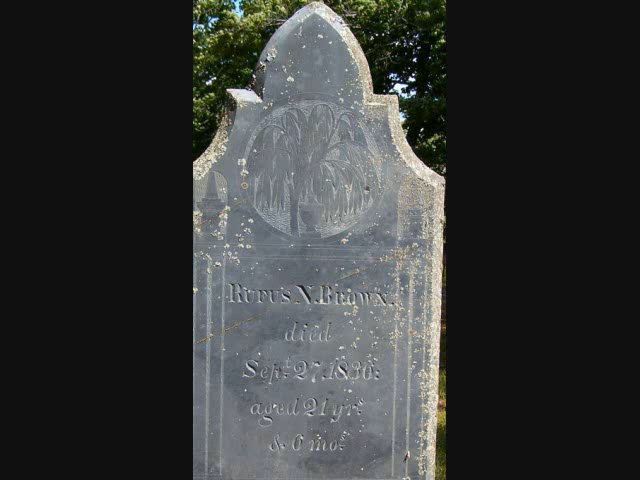 RUFUS N. BROWN,
died
Sept. 27, 1830:
aged 21 yrs.
& 6 mos.